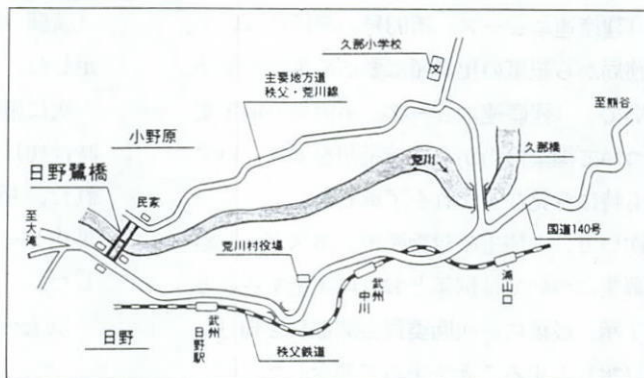 久那小学校
文
主要地方道
秩父・荒川線
至熊谷
小野原
荒川
久那橋
日野鷺橋
民家
至大滝
国道140号
荒川村役場
浦山口
武州
中川
武州
日野駅
日野
秩父鉄道